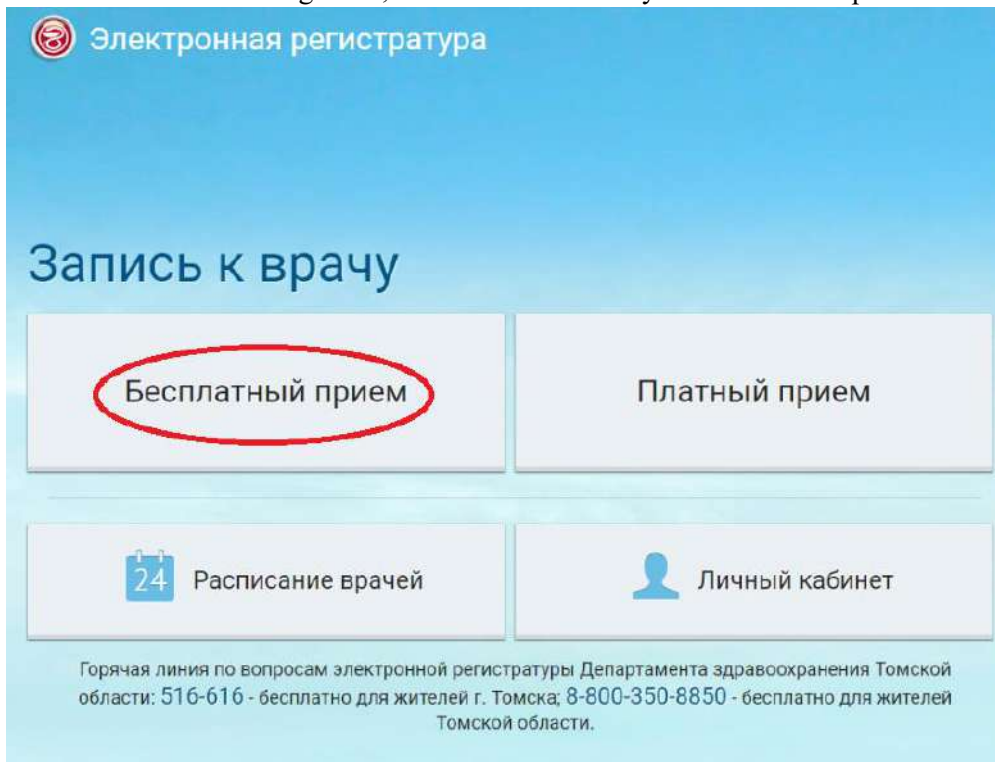 Электронная регистратура
Запись к врачу
Бесплатный прием
Платный прием
24 Расписание врачей
Личный кабинет
Горячая линия по вопросам электронной регистратуры Департамента здравоохранения Томской
области: 516-616 - бесплатно для жителей г. Томска; 8-800-350-8850 - бесплатно для жителей
Томской области.